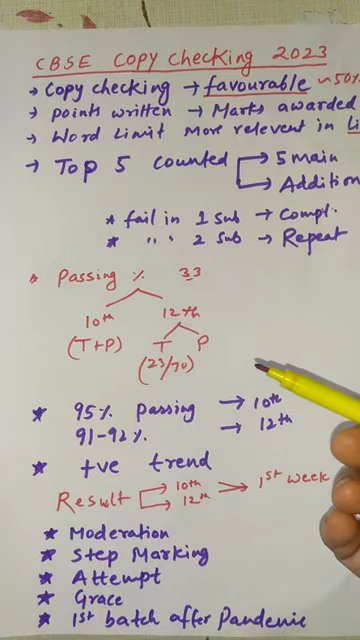 CBSE Copy Checking 2023
→ Copy checking → favourable ~50%
→ points written → Marks awarded
→ Word Limit more relevent in
→ Top 5 counted → 5 main
→ Addition
* fail in 1 Sub → Compt.
* " " 2 Sub → Repeat
* Passing % 33
10th 12th
(T+P) T P
(23/70)
* 95% passing → 10th
91-92% → 12th
* +ve trend
Result → 10th → 12th → 1st week
* Moderation
* Step Marking
* Attempt
* Grace
* 1st batch after Pandemic